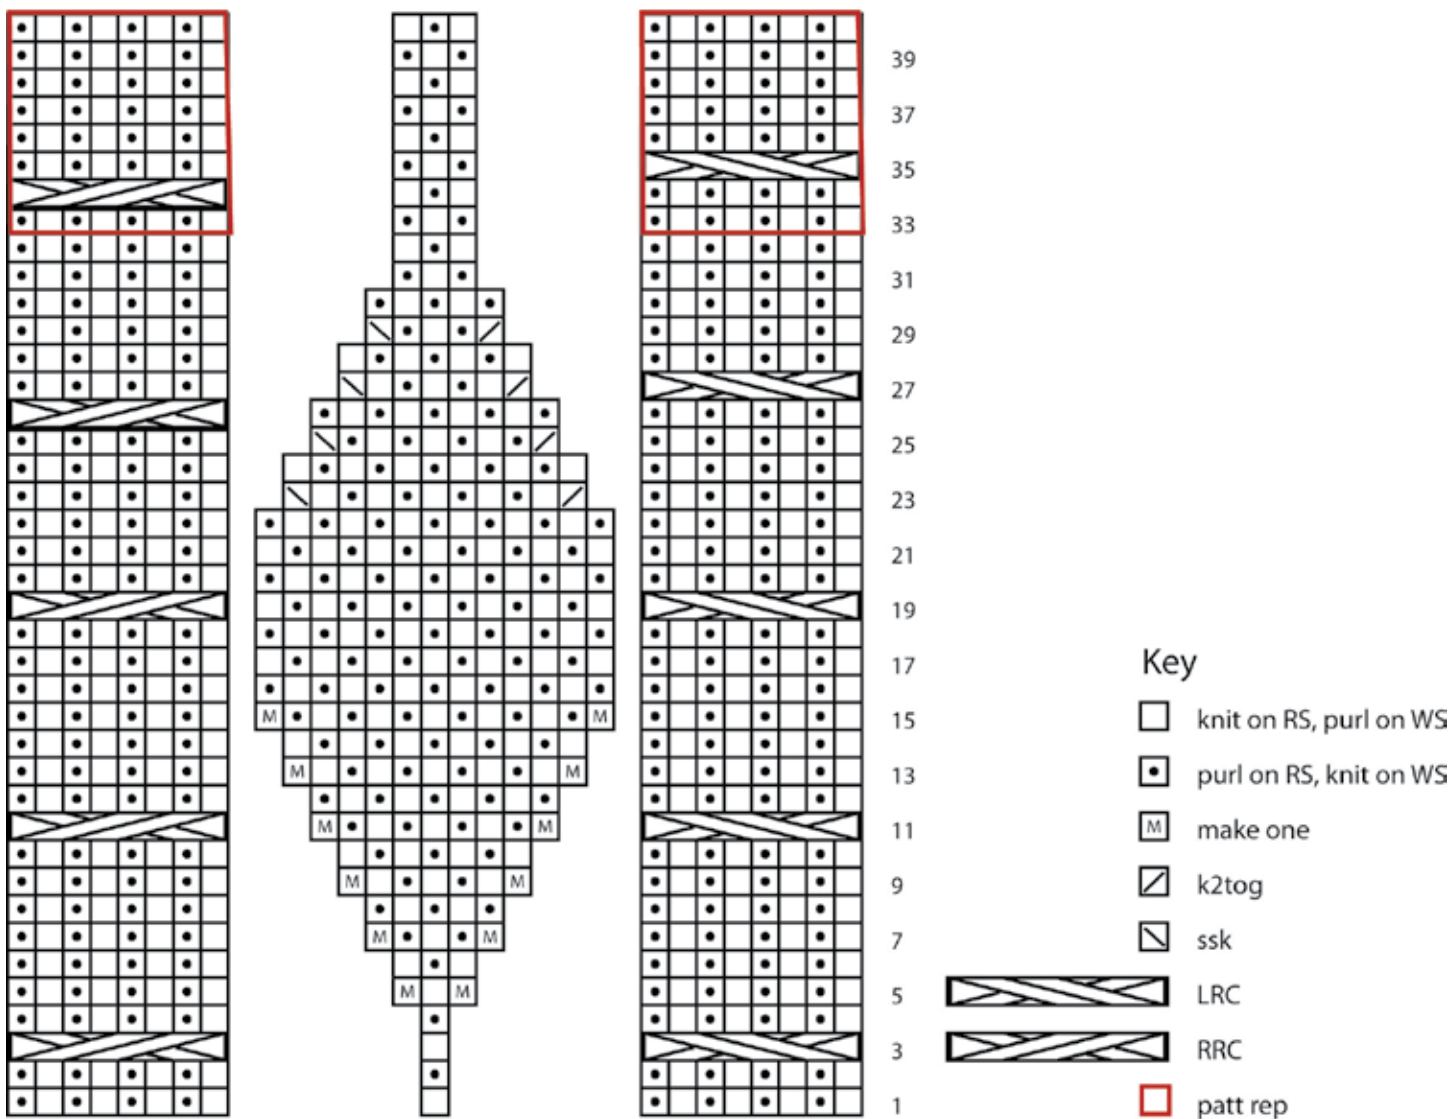 39
37
35
33
31
29
27
25
23
21
19
17
15
13
11
9
7
5
3
1
M M
M M
M M
M M
M M
M M
Key
knit on RS, purl on WS
purl on RS, knit on WS
M make one
k2tog
ssk
LRC
RRC
patt rep